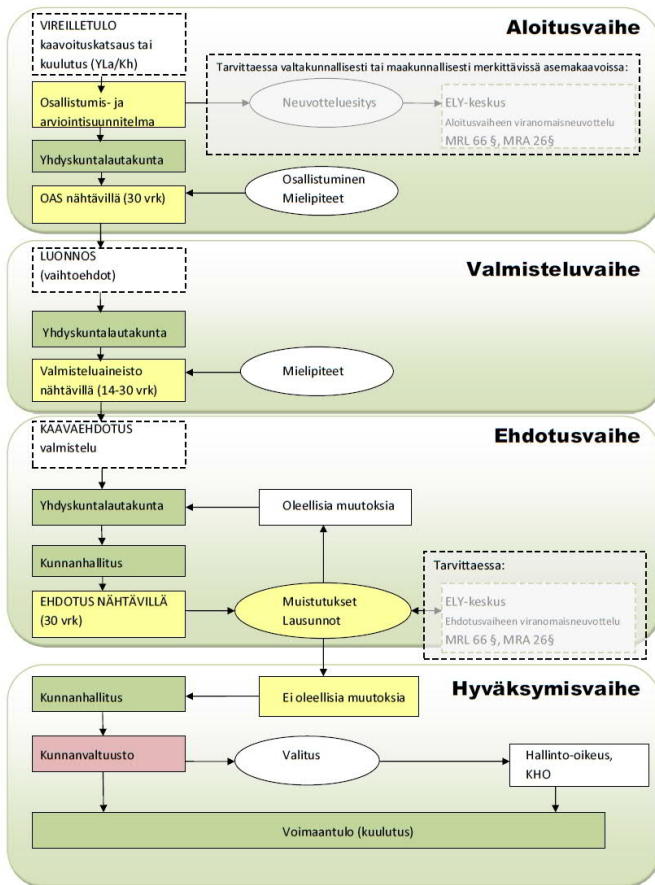 Aloitusvaihe
VIREILLETULO
kaavoituskatsaus tai
kuulutus (YLa/Kh)
Tarvittaessa valtakunnallisesti tai maakunnallisesti merkittävissä asemakaavoissa:
Osallistumis- ja
arviointisuunnitelma
Neuvotteluesitys
ELY-keskus
Aloitusvaiheen viranomaisneuvottelu
MRL 66 §, MRA 26§
Yhdyskuntalautakunta
OAS nähtävillä (30 vrk)
Osallistuminen
Mielipiteet
Valmisteluvaihe
LUONNOS
(vaihtoehdot)
Yhdyskuntalautakunta
Valmisteluaineisto
nähtävillä (14-30 vrk)
Mielipiteet
Ehdotusvaihe
KAAVAEHDOTUS
valmistelu
Yhdyskuntalautakunta
Oleellisia muutoksia
Kunnanhallitus
EHDOTUS NÄHTÄVILLÄ
(30 vrk)
Muistutukset
Lausunnot
Tarvittaessa:
ELY-keskus
Ehdotusvaiheen viranomaisneuvottelu
MRL 66 §, MRA 26§
Hyväksymisvaihe
Kunnanhallitus
Ei oleellisia muutoksia
Kunnanvaltuusto
Valitus
Hallinto-oikeus,
KHO
Voimaantulo (kuulutus)